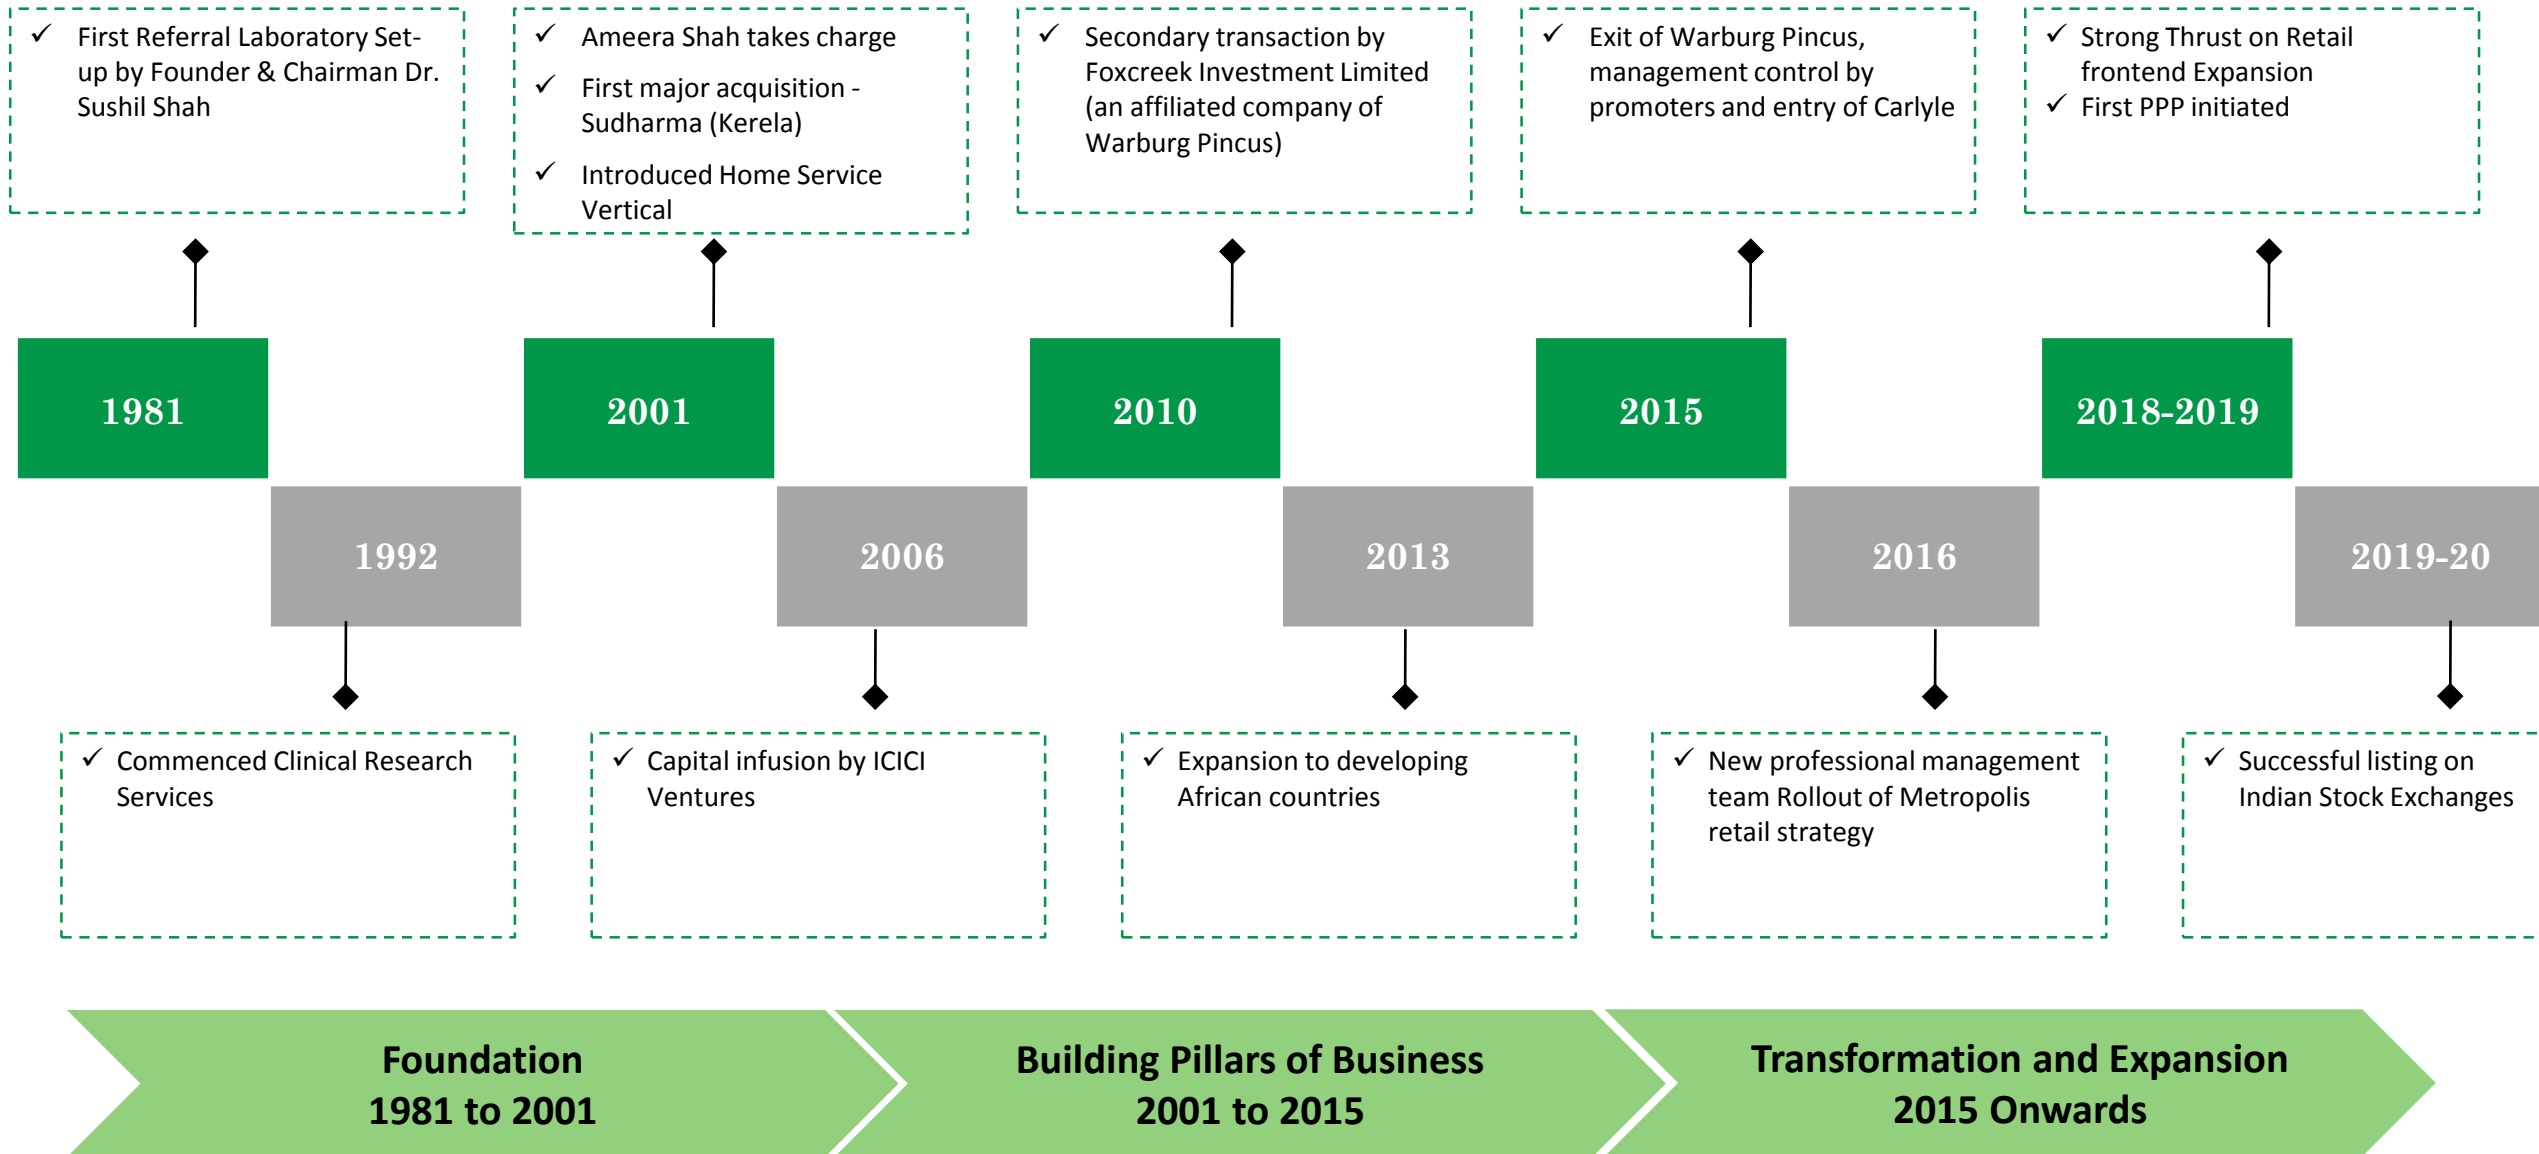 ✓ First Referral Laboratory Set-
up by Founder & Chairman Dr.
Sushil Shah
✓ Ameera Shah takes charge
✓ First major acquisition -
Sudharma (Kerela)
✓ Introduced Home Service
Vertical
✓ Secondary transaction by
Foxcreek Investment Limited
(an affiliated company of
Warburg Pincus)
✓ Exit of Warburg Pincus,
management control by
promoters and entry of Carlyle
✓ Strong Thrust on Retail
frontend Expansion
✓ First PPP initiated
1981
2001
2010
2015
2018-2019
1992
2006
2013
2016
2019-20
✓ Commenced Clinical Research
Services
✓ Capital infusion by ICICI
Ventures
✓ Expansion to developing
African countries
✓ New professional management
team Rollout of Metropolis
retail strategy
✓ Successful listing on
Indian Stock Exchanges
Foundation
1981 to 2001
Building Pillars of Business
2001 to 2015
Transformation and Expansion
2015 Onwards